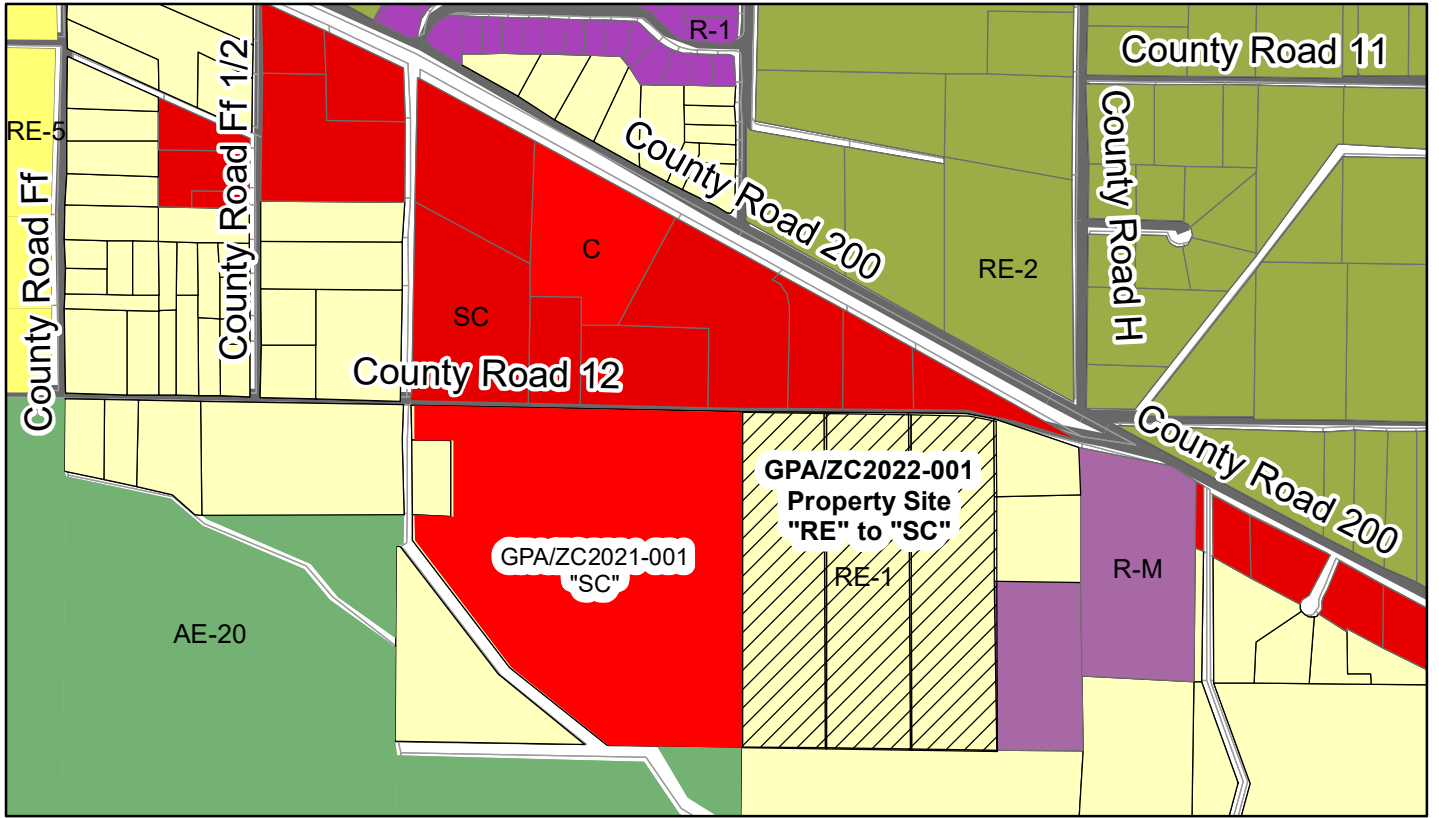 R-1
County Road 11
RE-5
County Road Ff
County Road Ff 1/2
County Road 200
County Road H
C
RE-2
SC
County Road 12
County Road 200
GPA/ZC2022-001
Property Site
"RE" to "SC"
RE-1
GPA/ZC2021-001
"SC"
R-M
AE-20